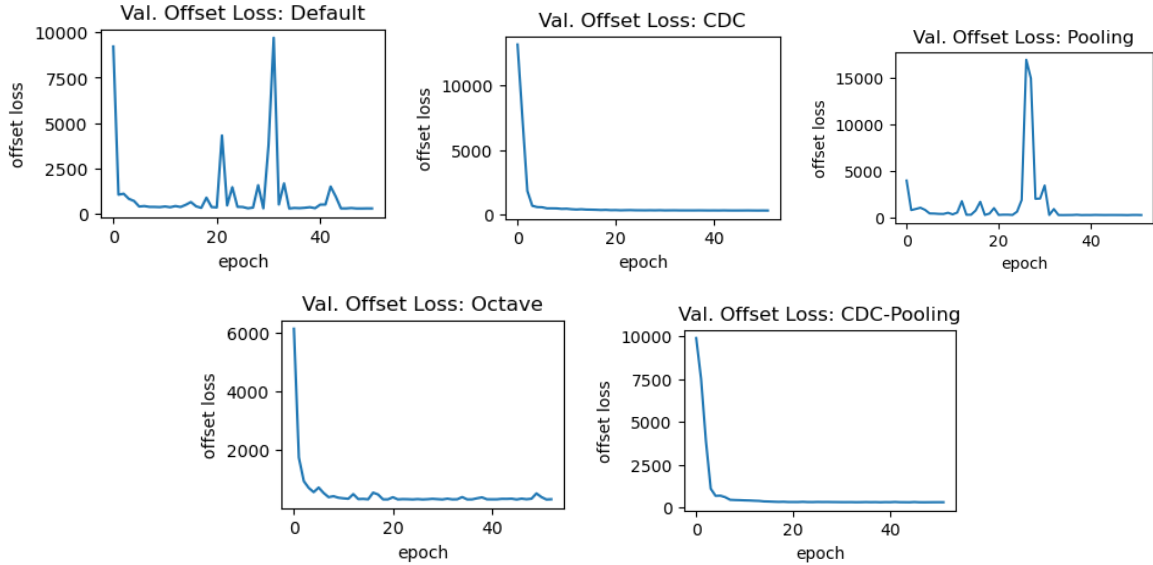 Val. Offset Loss: Default
10000
7500
5000
2500
0
offset loss
0 20 40
epoch
Val. Offset Loss: CDC
10000
5000
0
offset loss
0 20 40
epoch
Val. Offset Loss: Pooling
15000
10000
5000
0
offset loss
0 20 40
epoch
Val. Offset Loss: Octave
6000
4000
2000
offset loss
0 20 40
epoch
Val. Offset Loss: CDC-Pooling
10000
7500
5000
2500
0
offset loss
0 20 40
epoch